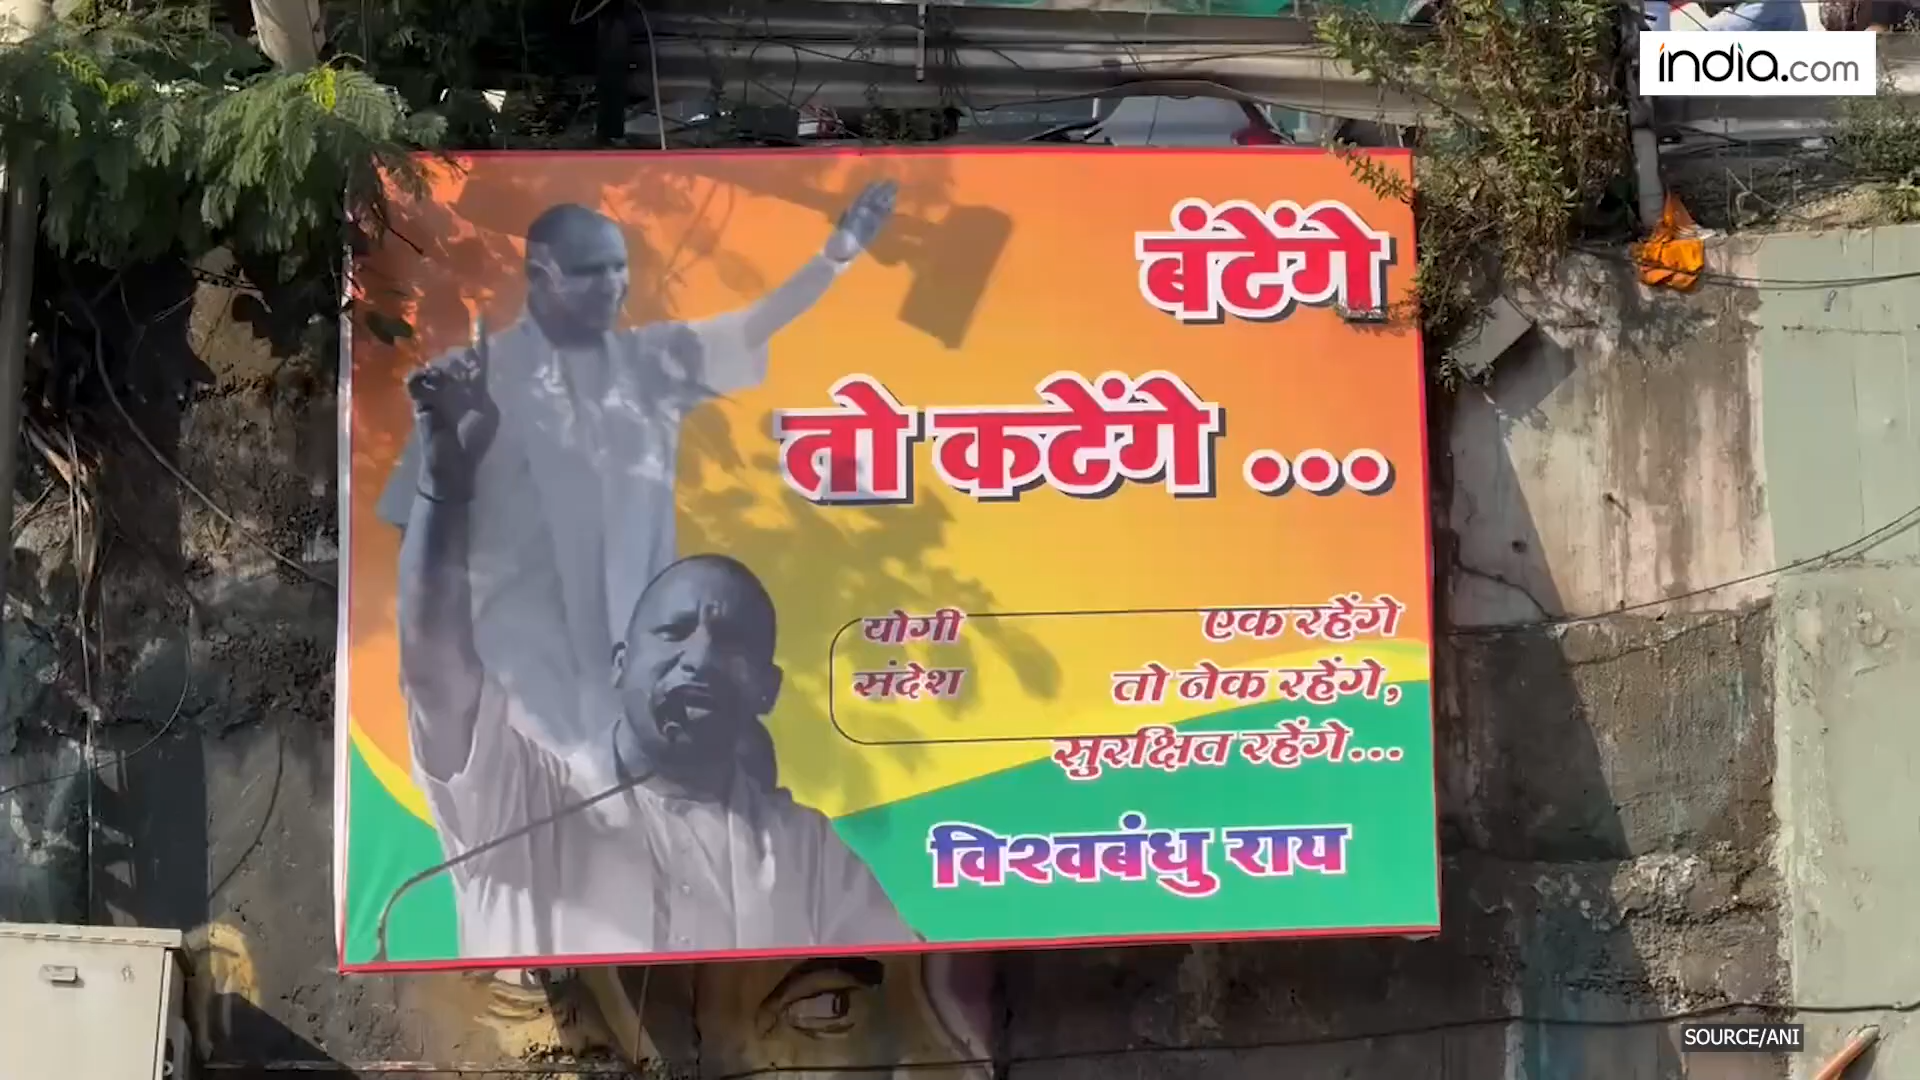 india.com
बंटेंगे
तो कटेंगे ...
योगी
संदेश
एक रहेंगे
तो नेक रहेंगे,
सुरक्षित रहेंगे...
विश्वबंधु राय
SOURCE/ANI